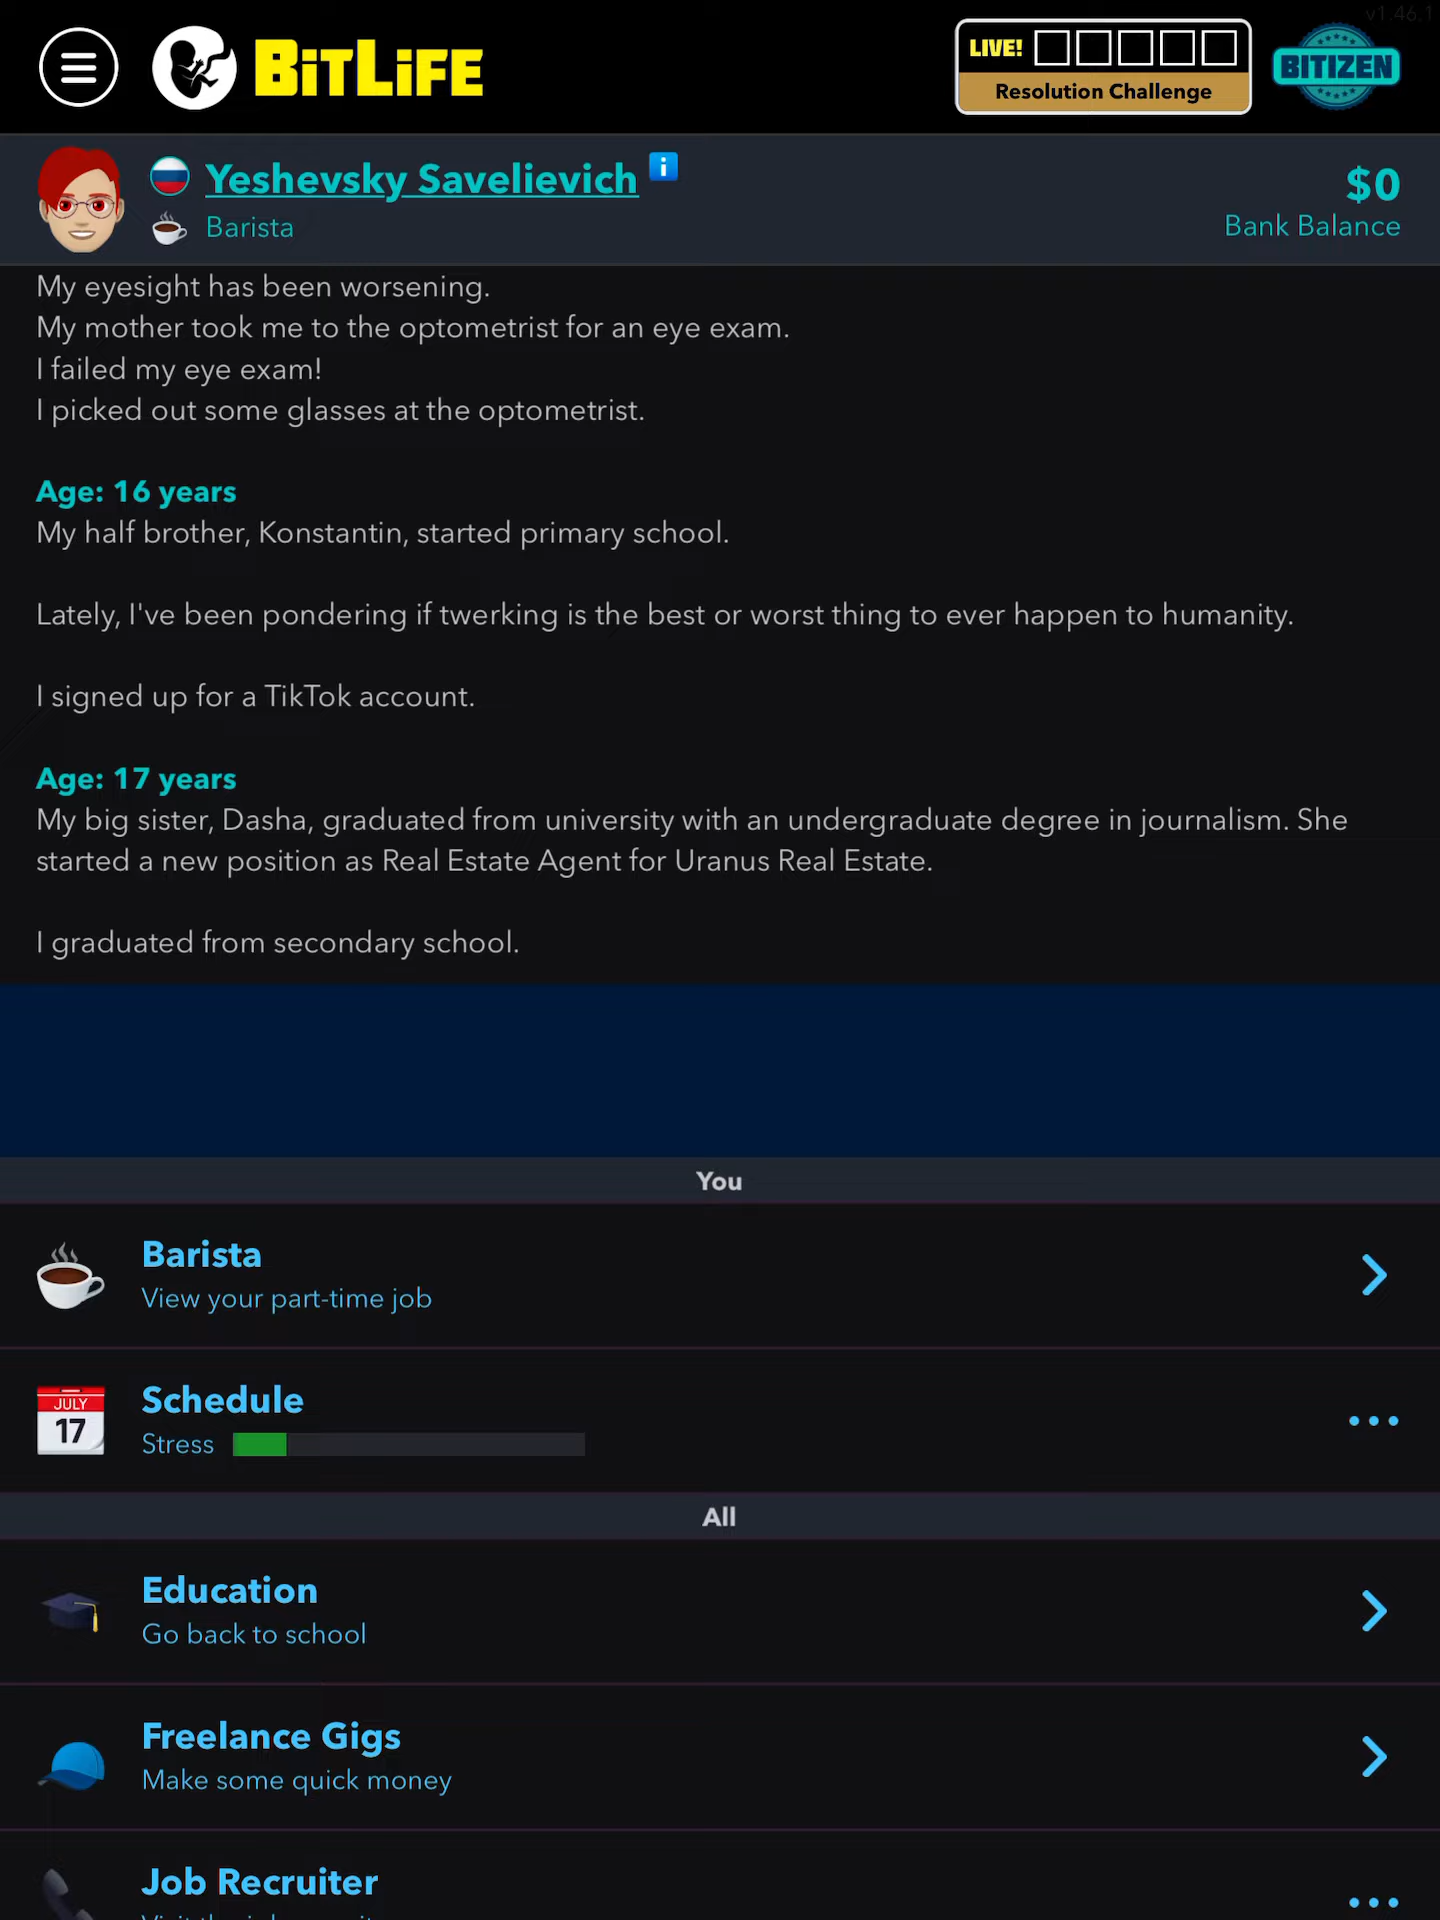 v1.46.1
BITLIFE
LIVE!
Resolution Challenge
BITIZEN
Yeshevsky Savelievich
Barista
$0
Bank Balance
My eyesight has been worsening.
My mother took me to the optometrist for an eye exam.
I failed my eye exam!
I picked out some glasses at the optometrist.
Age: 16 years
My half brother, Konstantin, started primary school.
Lately, I've been pondering if twerking is the best or worst thing to ever happen to humanity.
I signed up for a TikTok account.
Age: 17 years
My big sister, Dasha, graduated from university with an undergraduate degree in journalism. She
started a new position as Real Estate Agent for Uranus Real Estate.
I graduated from secondary school.
You
Barista
View your part-time job
JULY
17
Schedule
Stress
All
Education
Go back to school
Freelance Gigs
Make some quick money
Job Recruiter